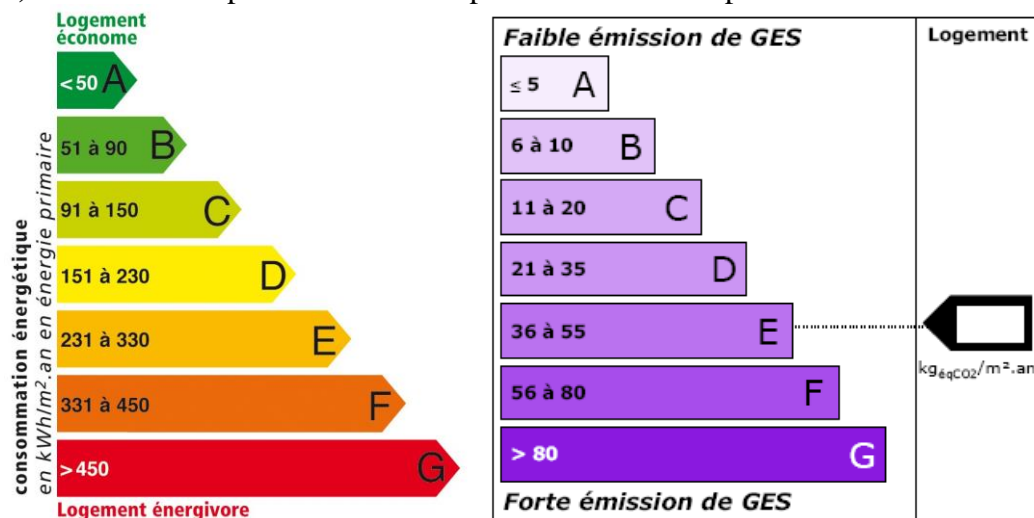 Logement
économe
<50 A
51 à 90 B
91 à 150 C
151 à 230 D
231 à 330 E
331 à 450 F
>450 G
Logement énergivore
consommation énergétique
en kWh/m².an en énergie primaire
Faible émission de GES
≤ 5 A
6 à 10 B
11 à 20 C
21 à 35 D
36 à 55 E
56 à 80 F
> 80 G
Forte émission de GES
Logement
kgéqCO2/m².an